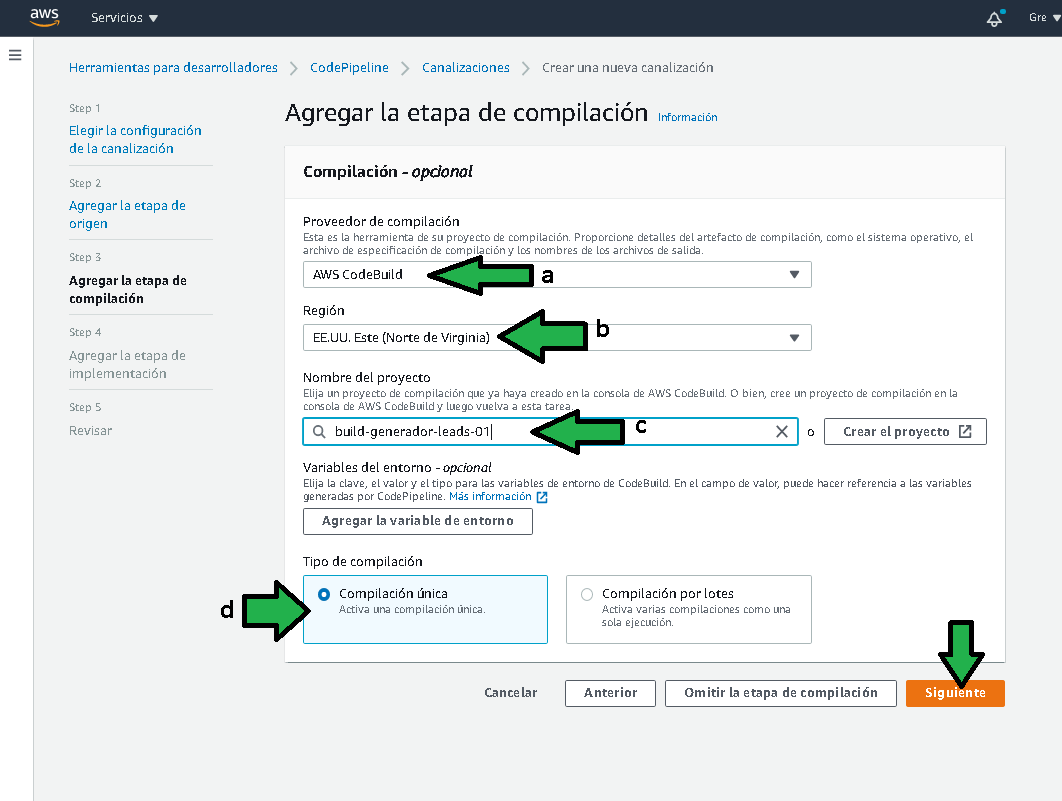 aws
Servicios
Gre
Herramientas para desarrolladores
CodePipeline
Canalizaciones
Crear una nueva canalización
Step 1
Elegir la configuración
de la canalización
Step 2
Agregar la etapa de
origen
Step 3
Agregar la etapa de
compilación
Step 4
Agregar la etapa de
implementación
Step 5
Revisar
Agregar la etapa de compilación Información
Compilación - opcional
Proveedor de compilación
Esta es la herramienta de su proyecto de compilación. Proporcione detalles del artefacto de compilación, como el sistema operativo, el
archivo de especificación de compilación y los nombres de los archivos de salida.
AWS CodeBuild
a
Región
EE.UU. Este (Norte de Virginia)
b
Nombre del proyecto
Elija un proyecto de compilación que ya haya creado en la consola de AWS CodeBuild. O bien, cree un proyecto de compilación en la
consola de AWS CodeBuild y luego vuelva a esta tarea.
build-generador-leads-01
c
o
Crear el proyecto
Variables del entorno - opcional
Elija la clave, el valor y el tipo para las variables de entorno de CodeBuild. En el campo de valor, puede hacer referencia a las variables
generadas por CodePipeline. Más información
Agregar la variable de entorno
Tipo de compilación
d
Compilación única
Activa una compilación única.
Compilación por lotes
Activa varias compilaciones como una
sola ejecución.
Cancelar
Anterior
Omitir la etapa de compilación
Siguiente